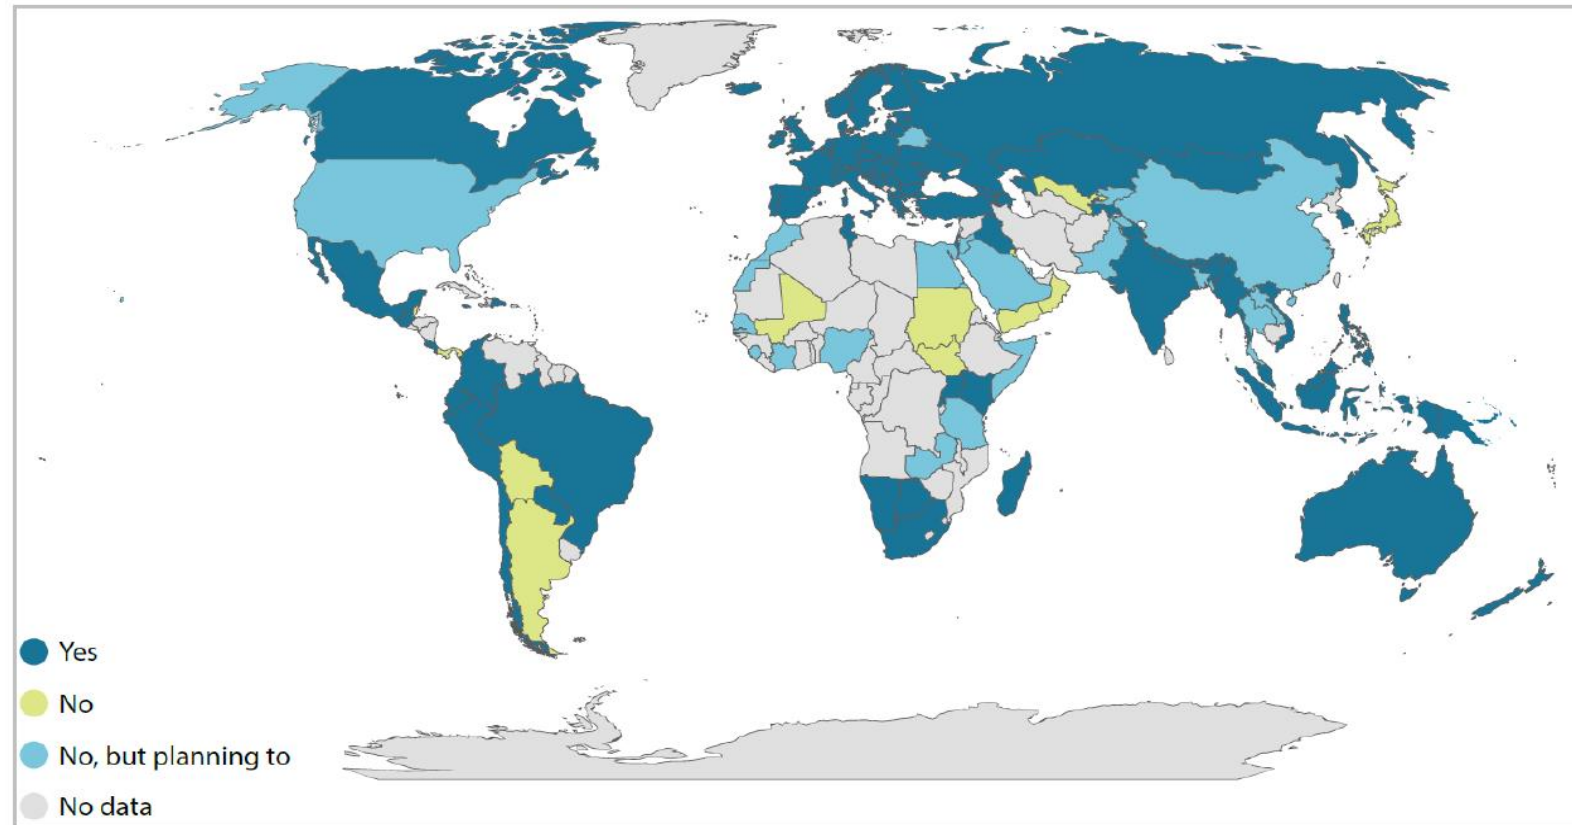 Yes
No
No, but planning to
No data